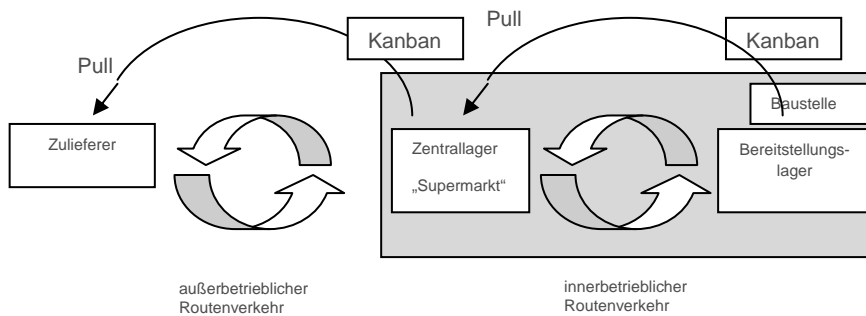 Pull
Kanban
Pull
Kanban
Baustelle
Zulieferer
Zentrallager
„Supermarkt“
Bereitstellungs-
lager
außerbetrieblicher
Routenverkehr
innerbetrieblicher
Routenverkehr